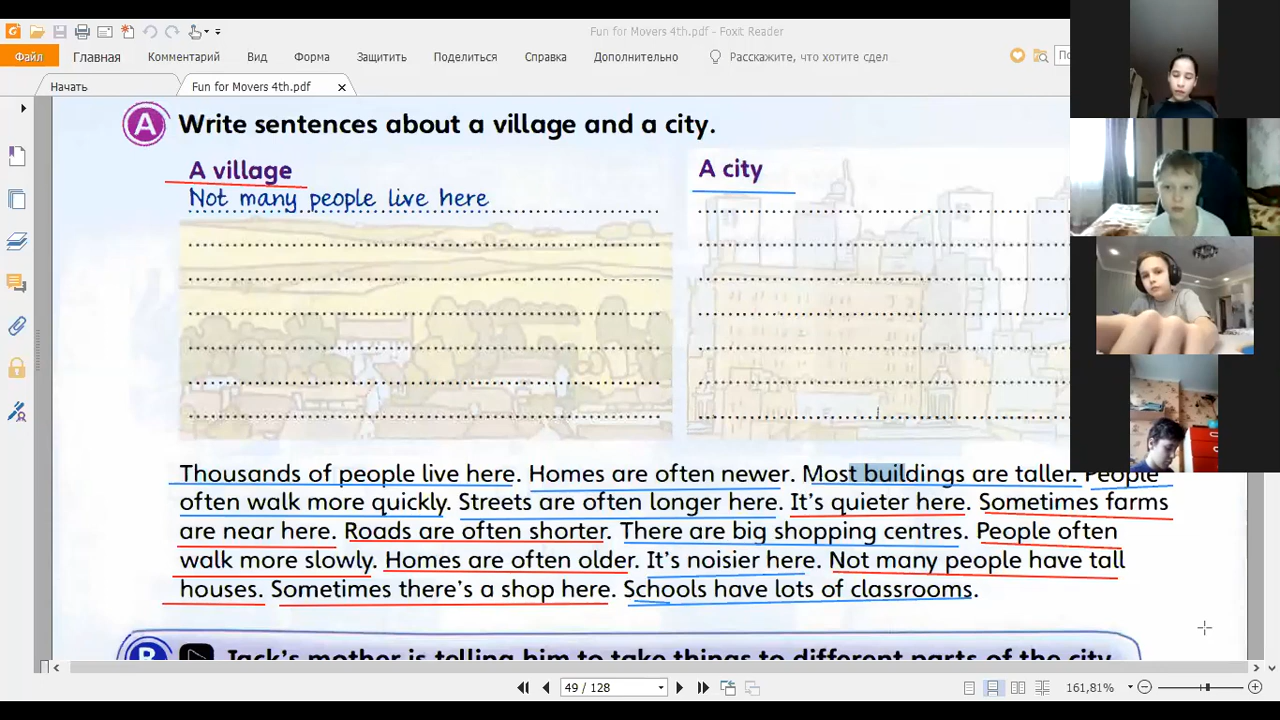 Fun for Movers 4th.pdf - Foxit Reader
Файл Главная Комментарий Вид Форма Защитить Поделиться Справка Дополнительно Расскажите, что хотите сдел
Начать Fun for Movers 4th.pdf
A Write sentences about a village and a city.
A village
Not many people live here
A city
Thousands of people live here. Homes are often newer. Most buildings are taller. People
often walk more quickly. Streets are often longer here. It's quieter here. Sometimes farms
are near here. Roads are often shorter. There are big shopping centres. People often
walk more slowly. Homes are often older. It's noisier here. Not many people have tall
houses. Sometimes there's a shop here. Schools have lots of classrooms.
B Jack's mother is telling him to take things to different parts of the city.
49 / 128 161,81%